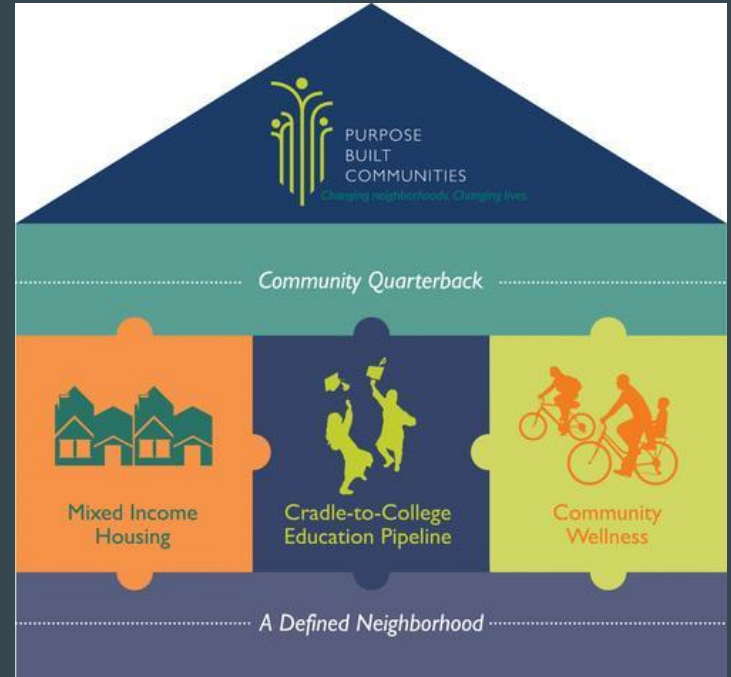 PURPOSE
BUILT
COMMUNITIES
Changing neighborhoods. Changing lives.
Community Quarterback
Mixed Income
Housing
Cradle-to-College
Education Pipeline
Community
Wellness
A Defined Neighborhood